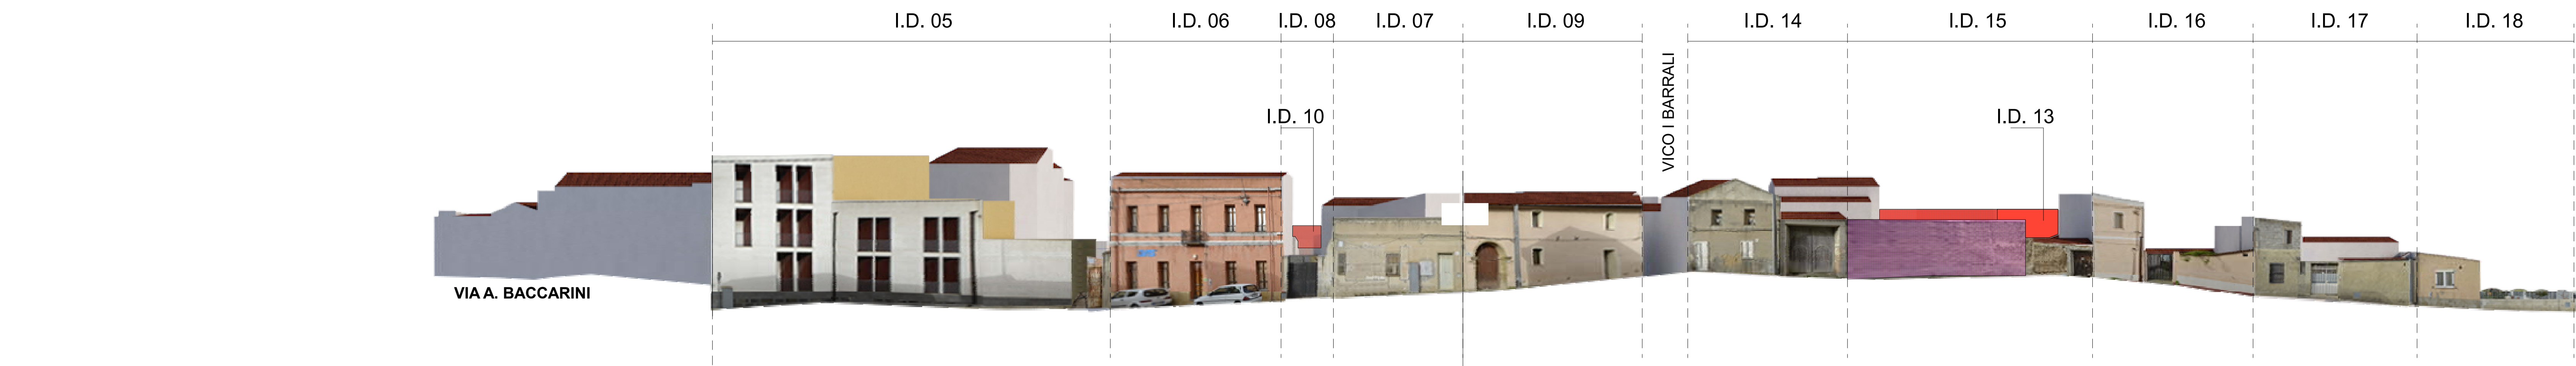 I.D. 05
I.D. 06
I.D. 08
I.D. 07
I.D. 09
I.D. 14
I.D. 15
I.D. 16
I.D. 17
I.D. 18
VICO I BARRALI
I.D. 10
I.D. 13
VIA A. BACCARINI